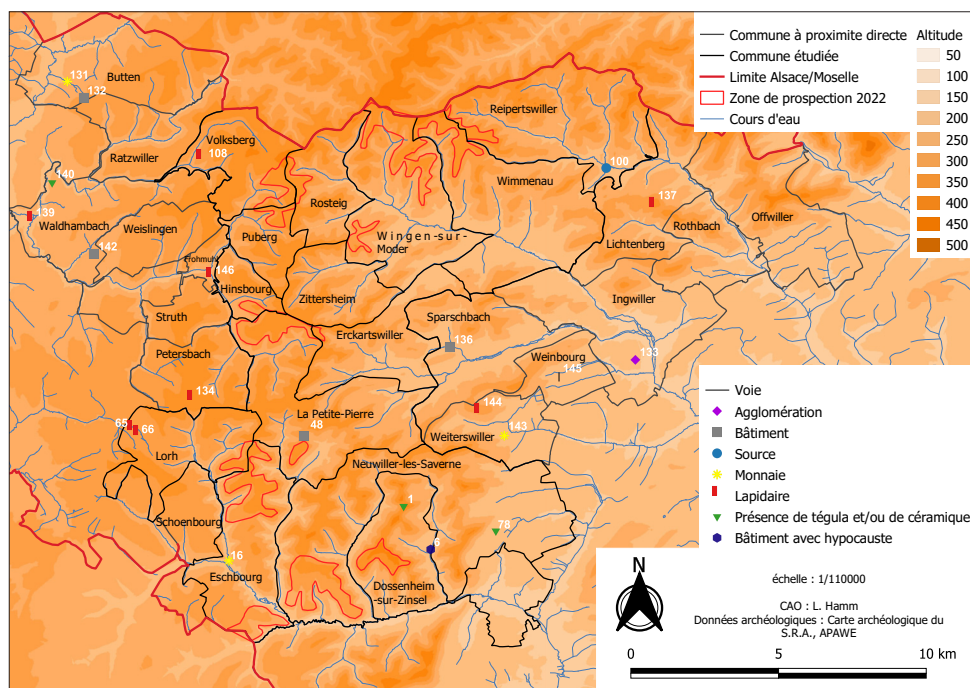 Commune à proximite directe
Commune étudiée
Limite Alsace/Moselle
Zone de prospection 2022
Cours d'eau
Altitude
50
100
150
200
250
300
350
400
450
500
131
Butten
132
Reipertswiller
Volksberg
108
Ratzwiller
100
140
Wimmenau
137
Rosteig
139
Waldhambach
Weislingen
Offwiller
Rothbach
Puberg
Wingen-sur-
Moder
Lichtenberg
142
Frohmuhl
146
Hinsbourg
Zittersheim
Ingwiller
Struth
Sparschbach
Erckartswiller
136
Petersbach
Weinbourg
133
145
134
144
La Petite-Pierre
66
66
48
143
Weiterswiller
Lorh
Neuwiller-les-Saverne
1
Schoenbourg
78
6
16
Eschbourg
Dossenheim
-sur-Zinsel
Voie
Agglomération
Bâtiment
Source
Monnaie
Lapidaire
Présence de tégula et/ou de céramique
Bâtiment avec hypocauste
N
échelle : 1/110000
CAO : L. Hamm
Données archéologiques : Carte archéologique du
S.R.A., APAWE
0
5
10 km